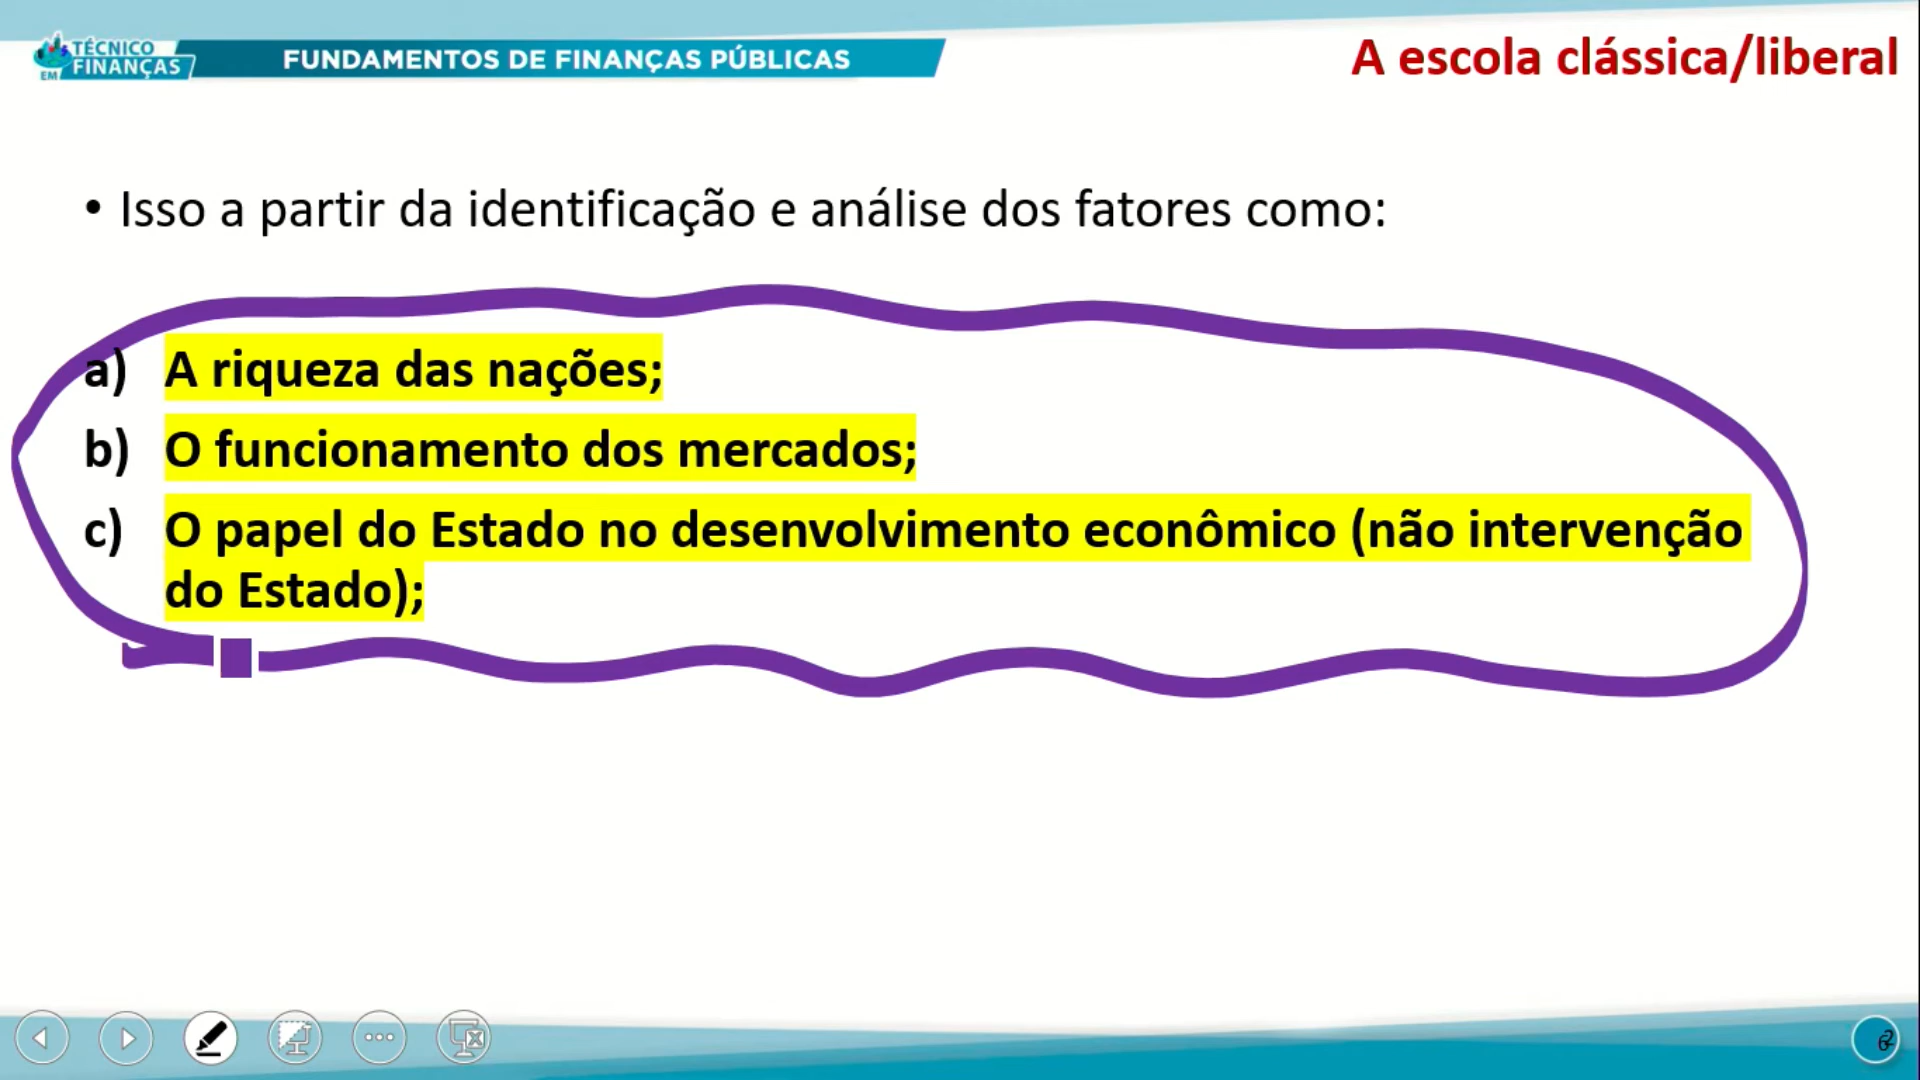 TÉCNICO
EM FINANÇAS
FUNDAMENTOS DE FINANÇAS PÚBLICAS
A escola clássica/liberal
• Isso a partir da identificação e análise dos fatores como:
a) A riqueza das nações;
b) O funcionamento dos mercados;
c) O papel do Estado no desenvolvimento econômico (não intervenção
do Estado);